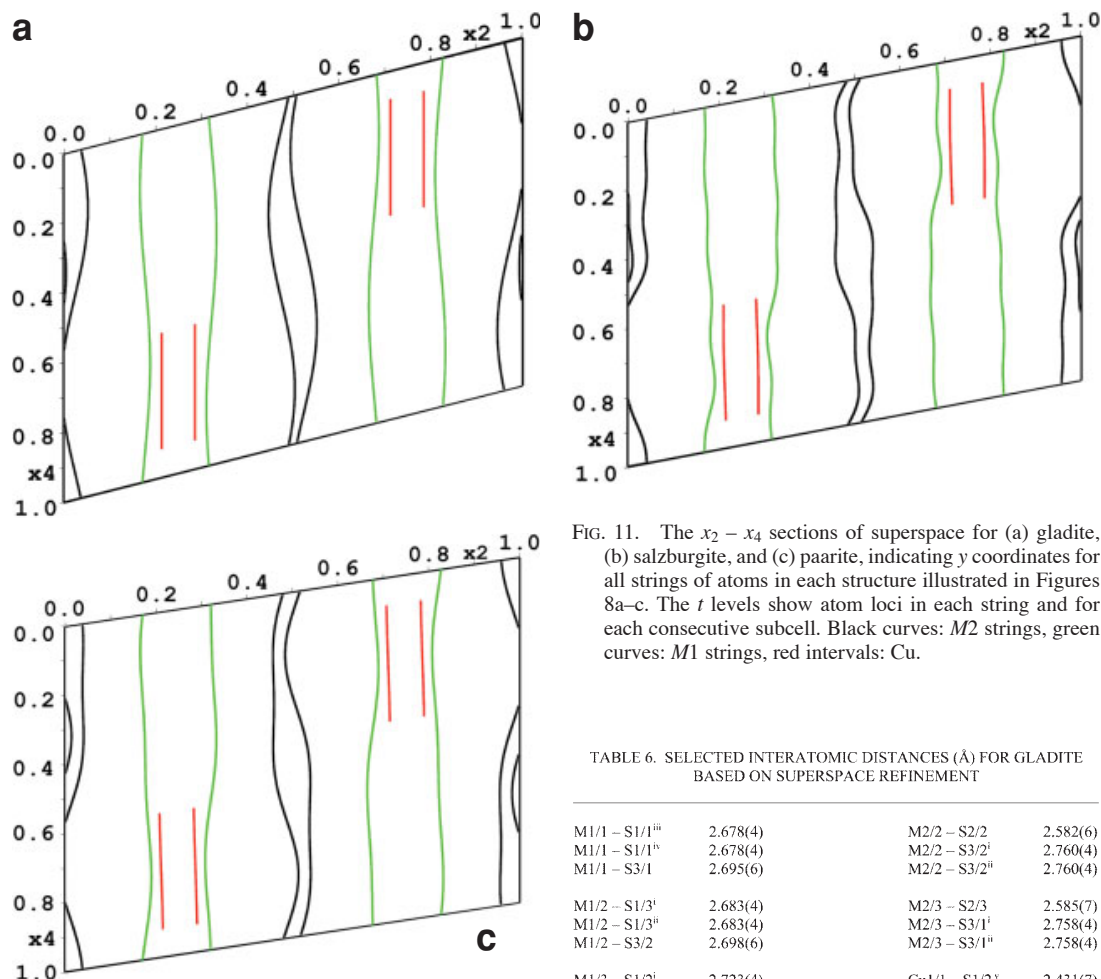 a
0.0
0.2
0.4
0.6
0.8
x2
1.0
0.0
0.2
0.4
0.6
0.8
x4
1.0
b
0.0
0.2
0.4
0.6
0.8
x2
1.0
0.0
0.2
0.4
0.6
0.8
x4
1.0
FIG. 11. The x2 – x4 sections of superspace for (a) gladite,
(b) salzburgite, and (c) paarite, indicating y coordinates for
all strings of atoms in each structure illustrated in Figures
8a–c. The t levels show atom loci in each string and for
each consecutive subcell. Black curves: M2 strings, green
curves: M1 strings, red intervals: Cu.
0.0
0.2
0.4
0.6
0.8
x2
1.0
0.0
0.2
0.4
0.6
0.8
x4
1.0
c
TABLE 6. SELECTED INTERATOMIC DISTANCES (Å) FOR GLADITE
BASED ON SUPERSPACE REFINEMENT
M1/1 – S1/1iii 2.678(4) M2/2 – S2/2 2.582(6)
M1/1 – S1/1iv 2.678(4) M2/2 – S3/2i 2.760(4)
M1/1 – S3/1 2.695(6) M2/2 – S3/2ii 2.760(4)
M1/2 – S1/3i 2.683(4) M2/3 – S2/3 2.585(7)
M1/2 – S1/3ii 2.683(4) M2/3 – S3/1i 2.758(4)
M1/2 – S3/2 2.698(6) M2/3 – S3/1ii 2.758(4)